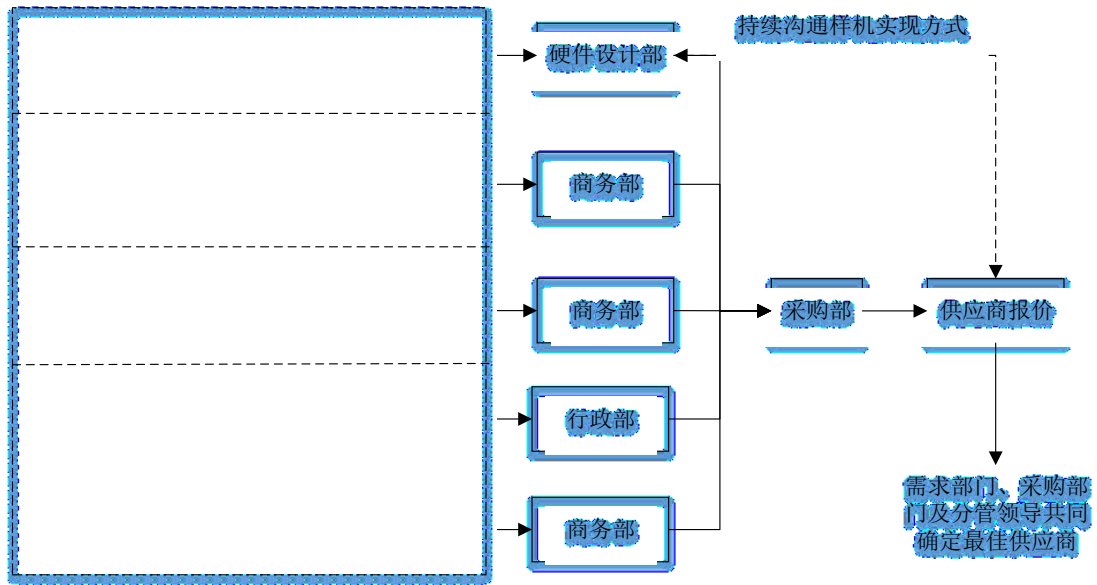 持续沟通样机实现方式
硬件设计部
商务部
商务部
采购部
供应商报价
行政部
需求部门、采购部
门及分管领导共同
确定最佳供应商
商务部